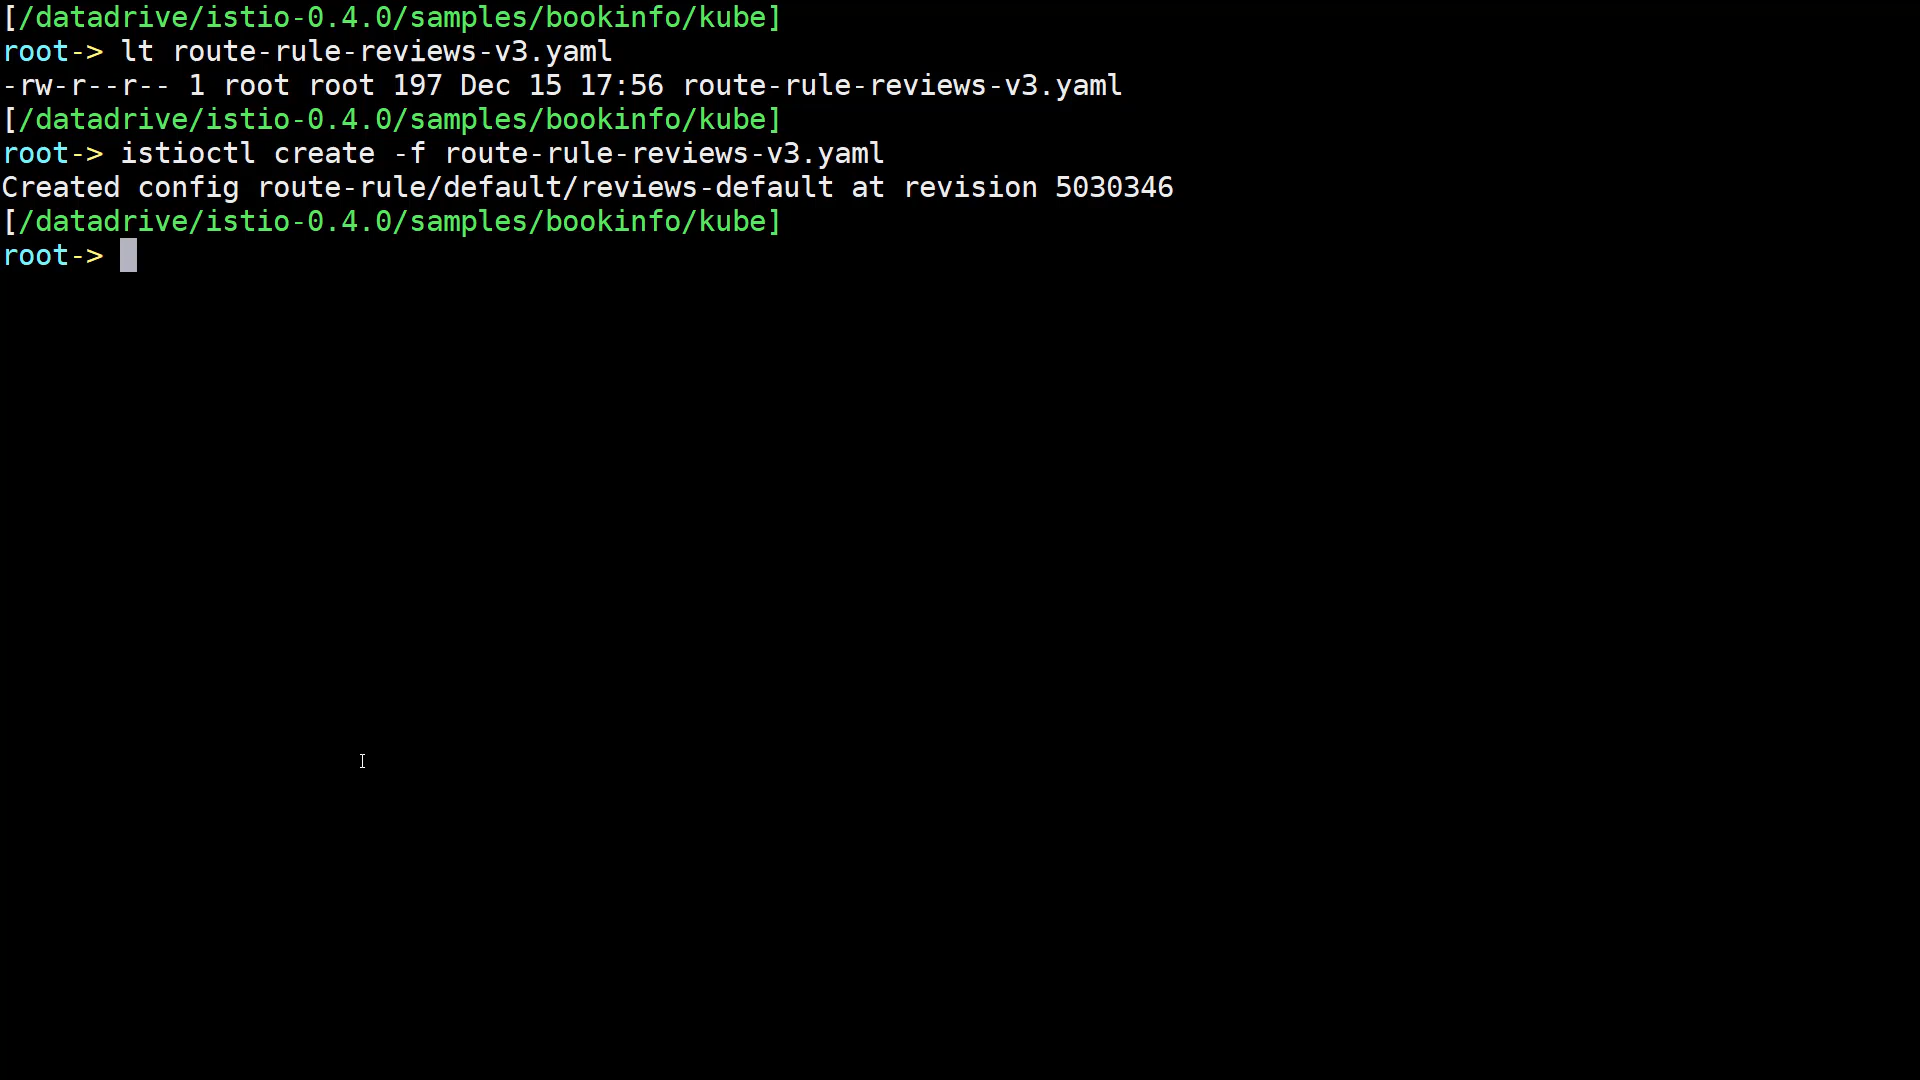 [/datadrive/istio-0.4.0/samples/bookinfo/kube]
root-> lt route-rule-reviews-v3.yaml
-rw-r--r-- 1 root root 197 Dec 15 17:56 route-rule-reviews-v3.yaml
[/datadrive/istio-0.4.0/samples/bookinfo/kube]
root-> istioctl create -f route-rule-reviews-v3.yaml
Created config route-rule/default/reviews-default at revision 5030346
[/datadrive/istio-0.4.0/samples/bookinfo/kube]
root->